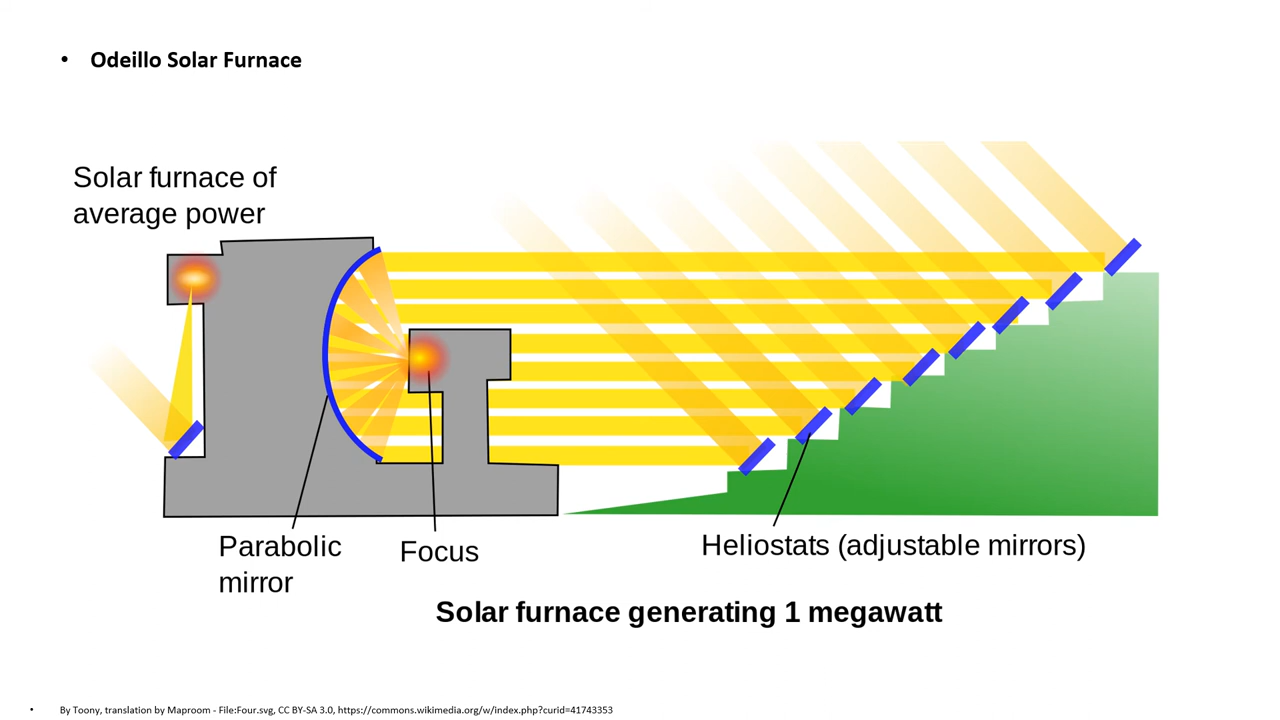 • Odeillo Solar Furnace
Solar furnace of
average power
Parabolic
mirror
Focus
Heliostats (adjustable mirrors)
Solar furnace generating 1 megawatt
• By Toony, translation by Maproom - File:Four.svg, CC BY-SA 3.0, https://commons.wikimedia.org/w/index.php?curid=41743353